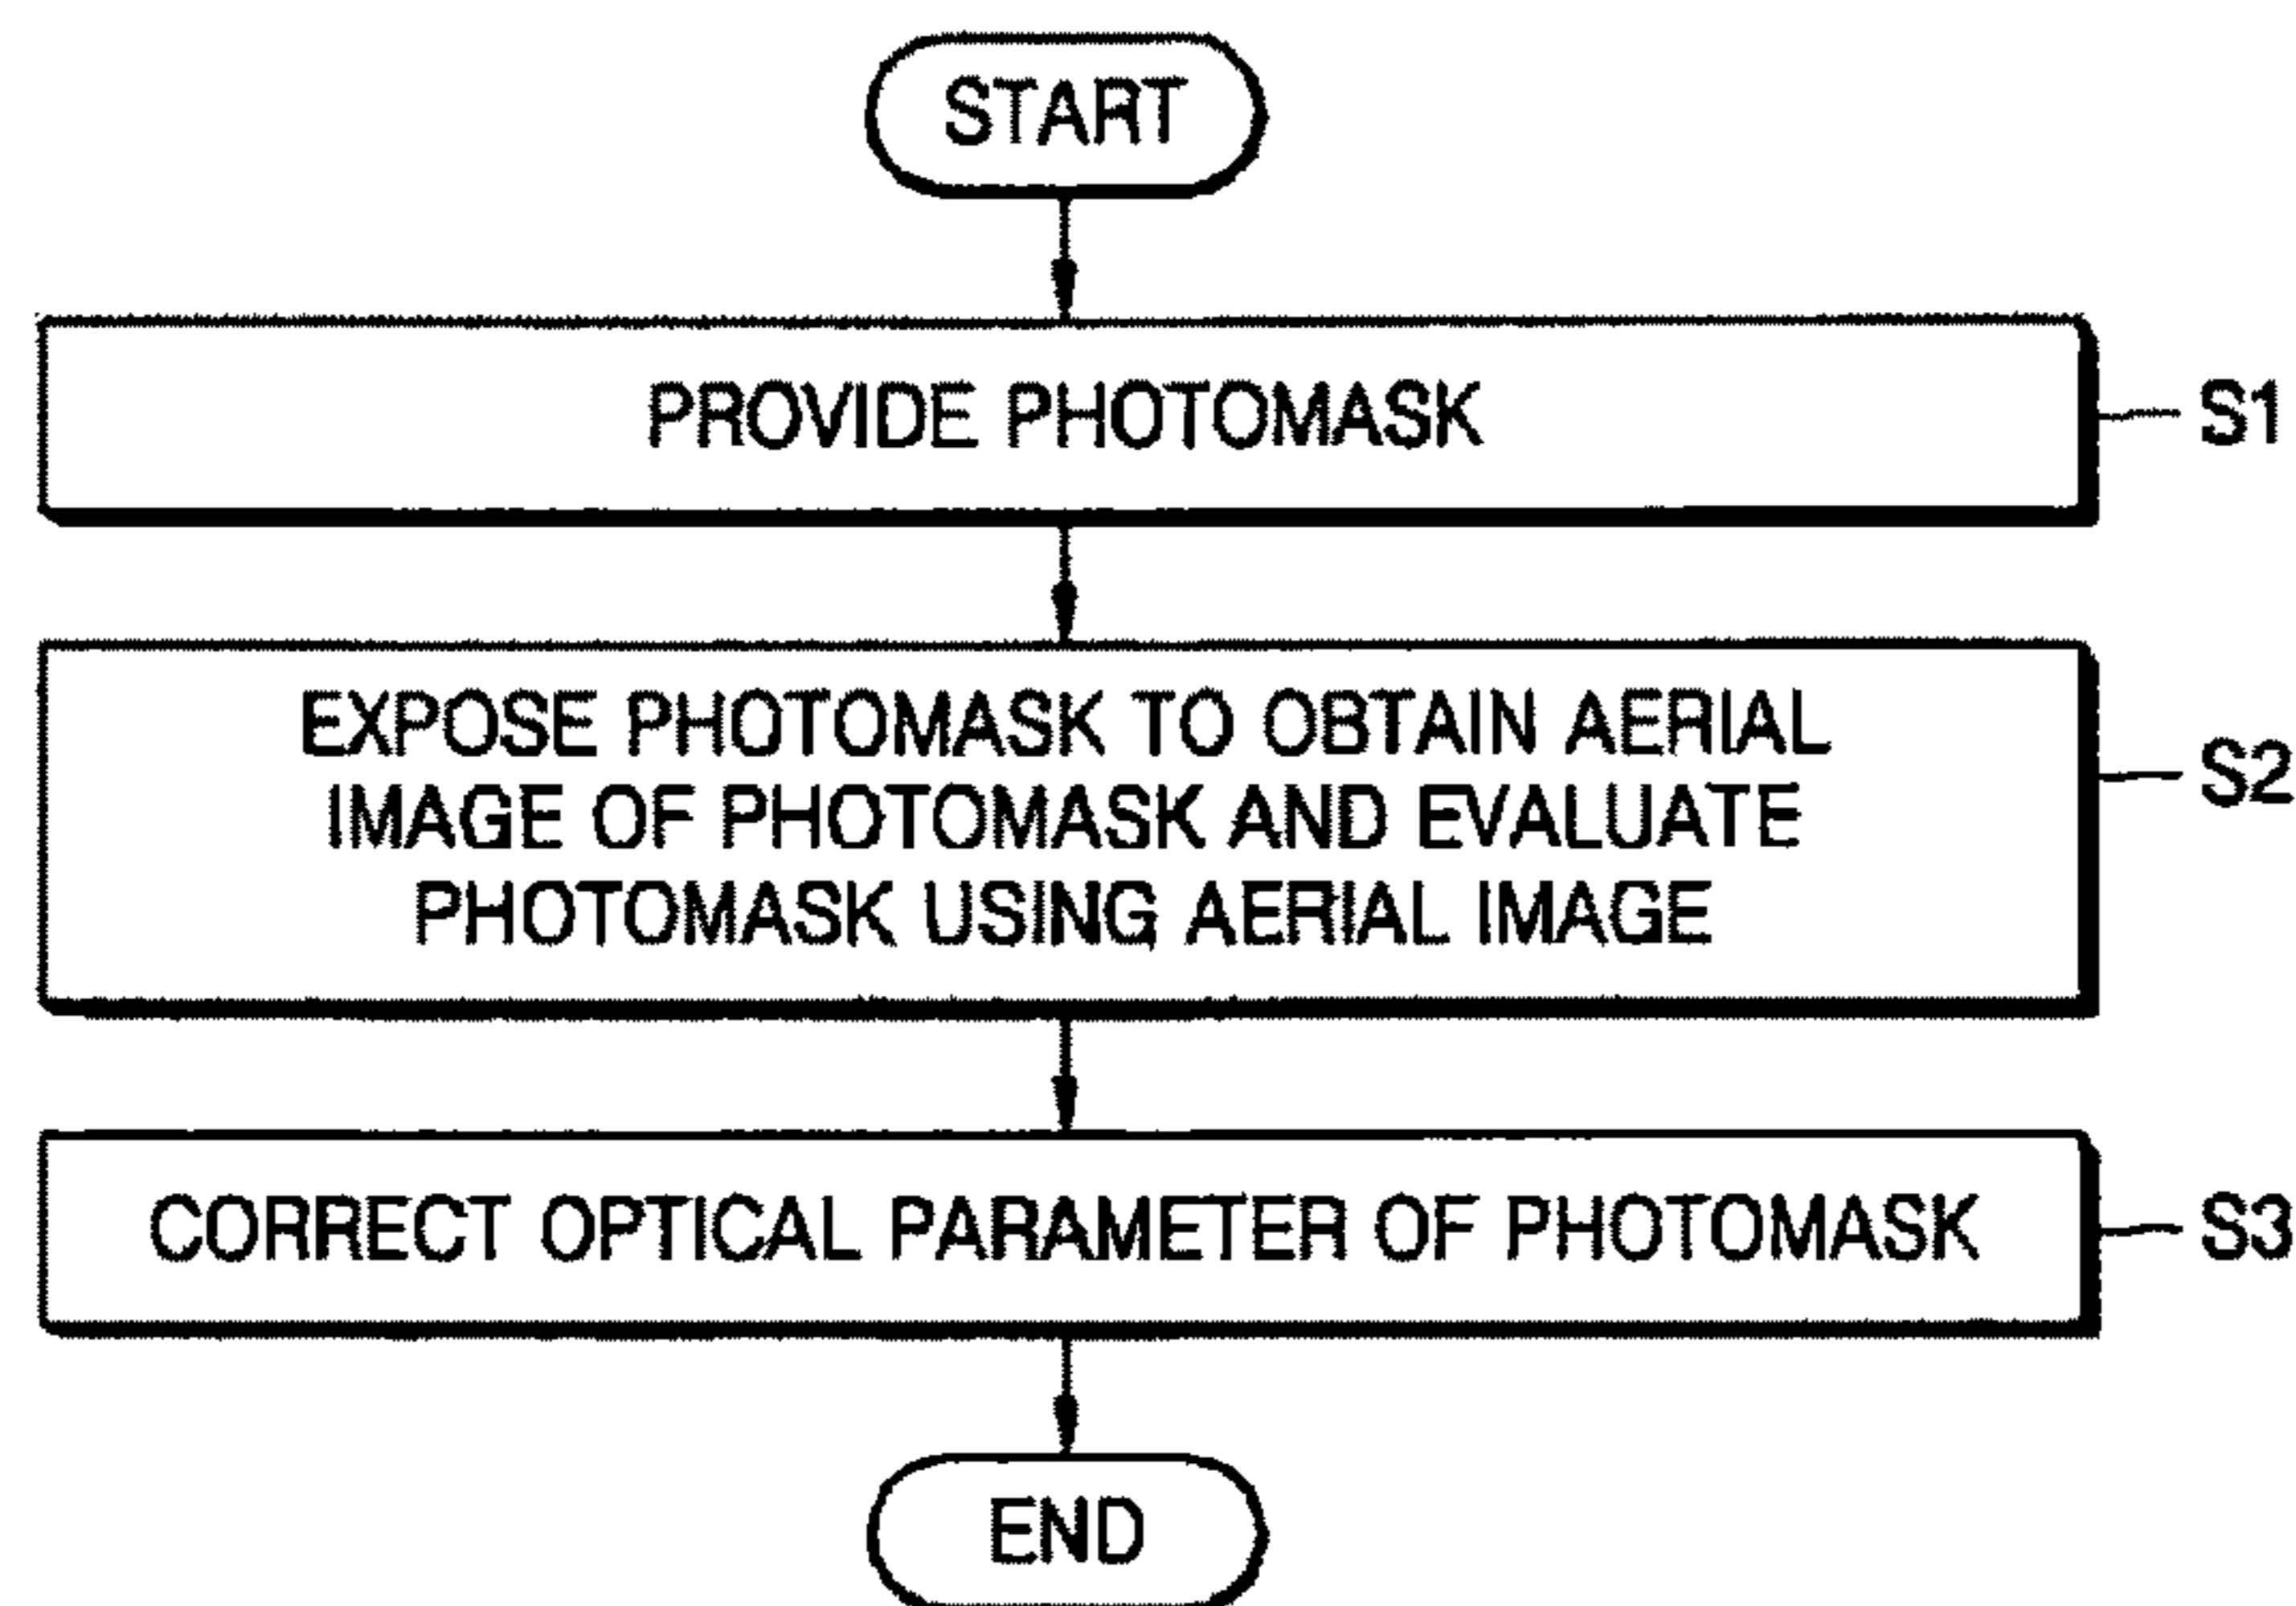 START
PROVIDE PHOTOMASK
S1
EXPOSE PHOTOMASK TO OBTAIN AERIAL
IMAGE OF PHOTOMASK AND EVALUATE
PHOTOMASK USING AERIAL IMAGE
S2
CORRECT OPTICAL PARAMETER OF PHOTOMASK
S3
END